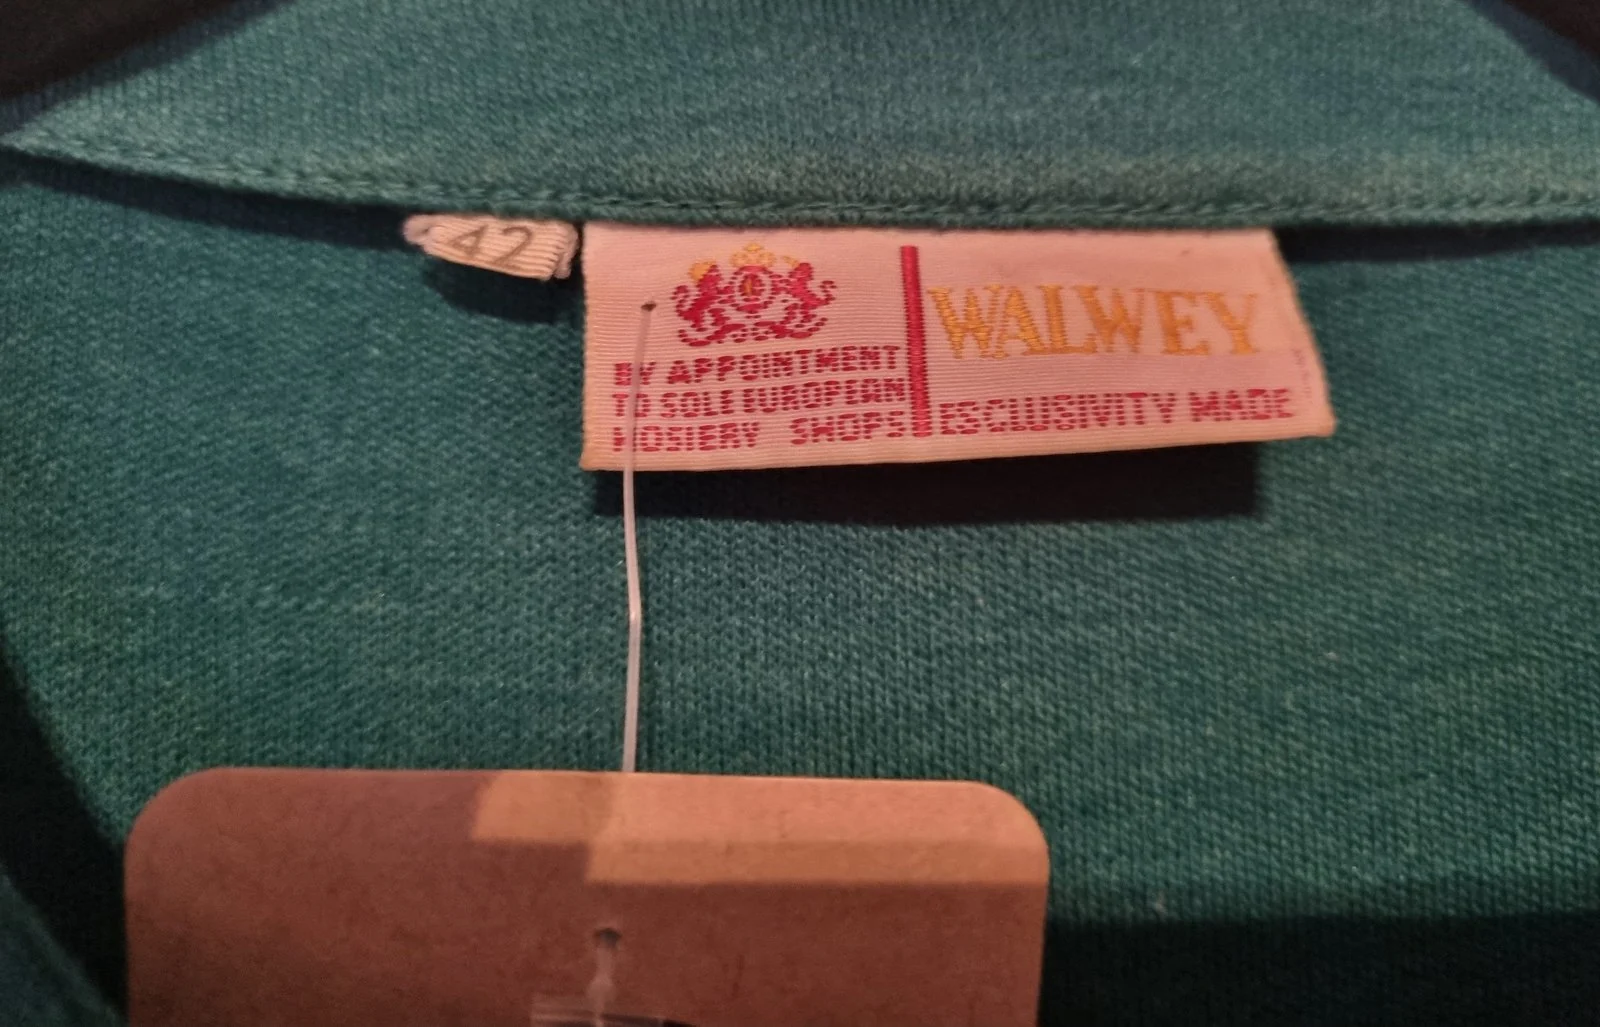 42
WALWEY
BY APPOINTMENT
TO SOLE EUROPEAN
HOSIERY SHOPS
ESCLUSIVITY MADE